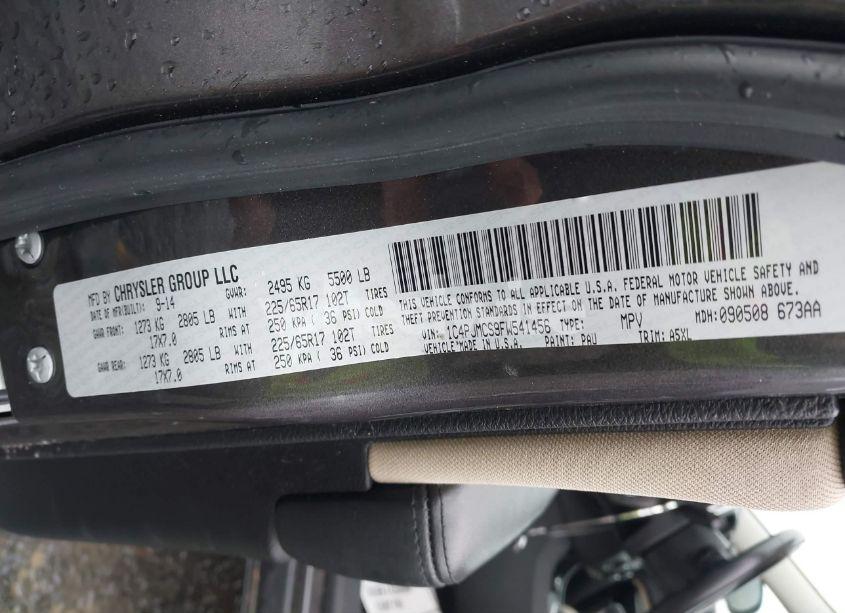 MFD BY CHRYSLER GROUP LLC
DATE OF MFR(BUILT): 9-14 GVWR: 2495 KG 5500 LB
GAWR FRONT: 1273 KG 2805 LB WITH 225/65R17 102T TIRES
17X7.0 RIMS AT 250 KPA ( 36 PSI) COLD
GAWR REAR: 1273 KG 2805 LB WITH 225/65R17 102T TIRES
17X7.0 RIMS AT 250 KPA ( 36 PSI) COLD
THIS VEHICLE CONFORMS TO ALL APPLICABLE U.S.A. FEDERAL MOTOR VEHICLE SAFETY AND
THEFT PREVENTION STANDARDS IN EFFECT ON THE DATE OF MANUFACTURE SHOWN ABOVE.
VIN: 1C4PJMCS9FW541456 TYPE: MPV MDH: 090508 673AA
VEHICLE MADE IN U.S.A. PAINT: PAU TRIM: A5XL